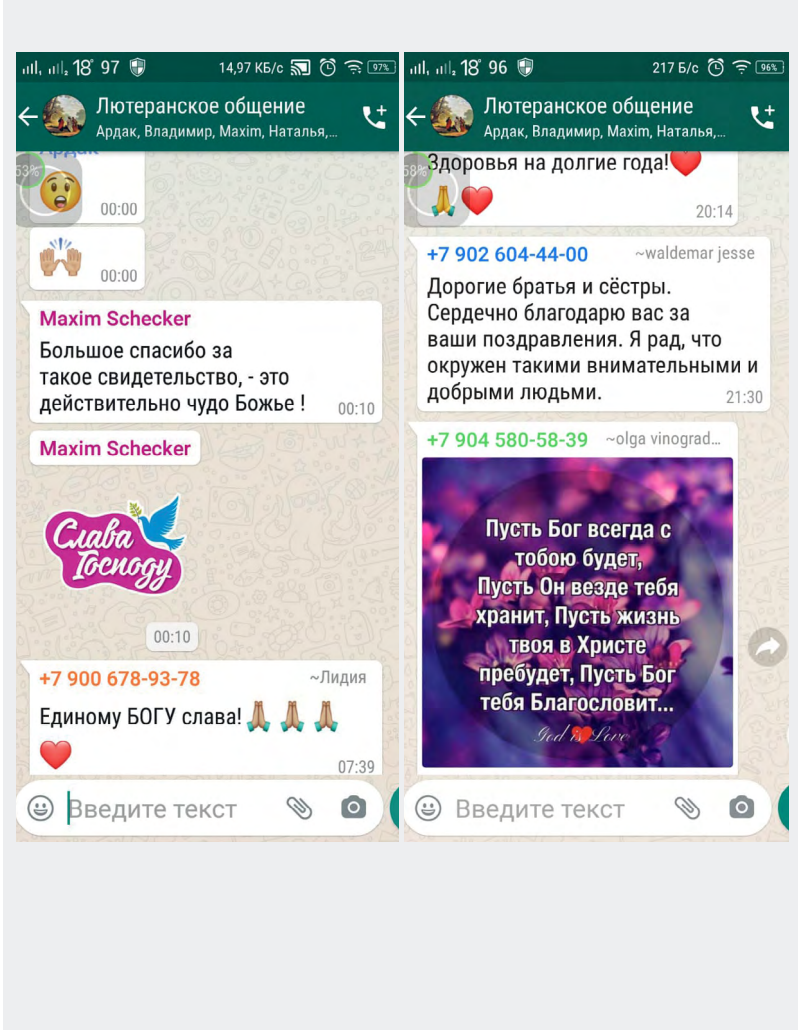 18° 97
14,97 КБ/с
97%
Лютеранское общение
Ардак, Владимир, Maxim, Наталья,...
Ардак
53%
00:00
00:00
Maxim Schecker
Большое спасибо за
такое свидетельство, - это
действительно чудо Божье !
00:10
Maxim Schecker
Слава
Господу
00:10
+7 900 678-93-78
~Лидия
Единому БОГУ слава!
07:39
Введите текст
18° 96
217 Б/с
96%
Лютеранское общение
Ардак, Владимир, Maxim, Наталья,...
58%
Здоровья на долгие года!
20:14
+7 902 604-44-00
~waldemar jesse
Дорогие братья и сёстры.
Сердечно благодарю вас за
ваши поздравления. Я рад, что
окружен такими внимательными и
добрыми людьми.
21:30
+7 904 580-58-39
~olga vinograd...
Пусть Бог всегда с
тобою будет,
Пусть Он везде тебя
хранит, Пусть жизнь
твоя в Христе
пребудет, Пусть Бог
тебя Благословит...
God is Love
Введите текст